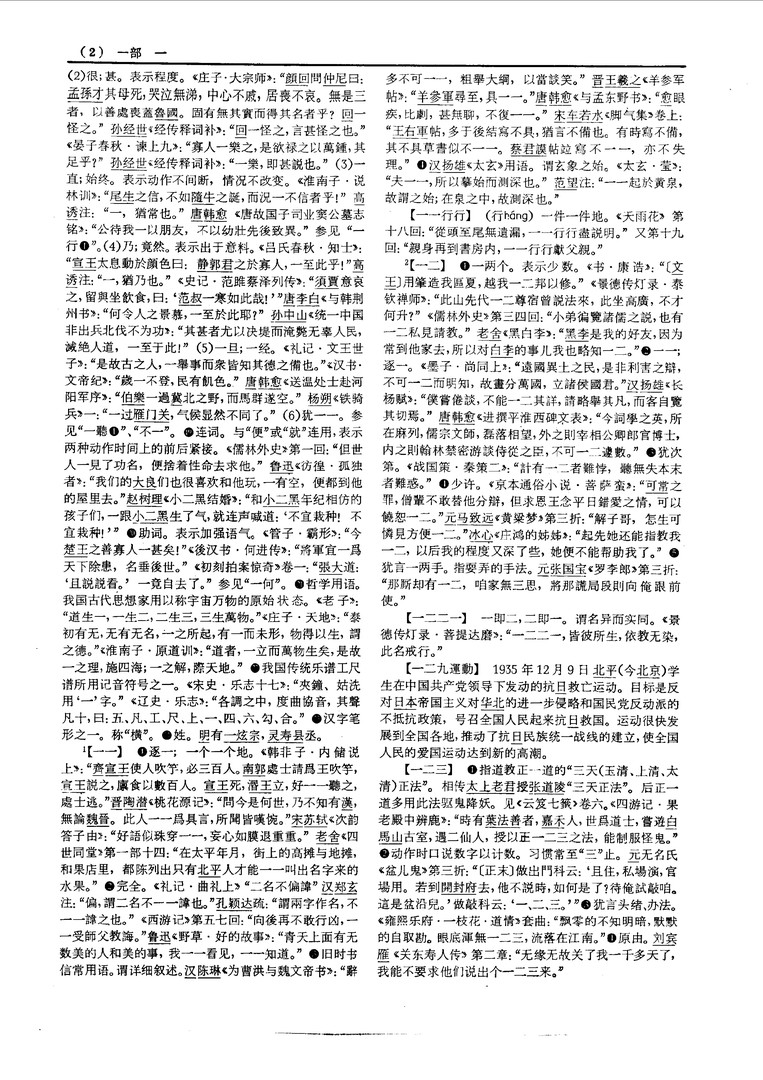 (2) 一部 一
(2)很;甚。表示程度。《庄子·大宗师》:“顔回問仲尼曰:
孟孫才其母死,哭泣無涕,中心不戚,居喪不哀。無是三
者,以善處喪蓋魯國。固有無其實而得其名者乎?回一
怪之。”孙经世《经传释词补》:“回一怪之,言甚怪之也。”
《晏子春秋·谏上九》:“寡人一樂之,是欲禄之以萬鍾,其
足乎?”孙经世《经传释词补》:“一樂,即甚説也。”(3)一
直;始终。表示动作不间断,情况不改变。《淮南子·说
林训》:“尾生之信,不如隨牛之誕,而況一不信者乎!”高
诱注:“一,猶常也。”唐韩愈《唐故国子司业窦公墓志
铭》:“公待我一以朋友,不以幼壯先後致異。”参见“一
行❶”。(4)乃;竟然。表示出于意料。《吕氏春秋·知士》:
“宣王太息動於顔色曰:静郭君之於寡人,一至此乎!”高
诱注:“一,猶乃也。”《史记·范雎蔡泽列传》:“須賈意哀
之,留與坐飲食,曰:‘范叔一寒如此哉!’”唐李白《与韩荆
州书》:“何令人之景慕,一至於此耶?”孙中山《统一中国
非出兵北伐不为功》:“其甚者尤以決堤而淹斃无辜人民,
滅绝人道,一至于此!”(5)一旦;一经。《礼记·文王世
子》:“是故古之人,一舉事而衆皆知其德之備也。”《汉书·
文帝纪》:“歲一不登,民有飢色。”唐韩愈《送温处士赴河
阳军序》:“伯樂一過冀北之野,而馬群遂空。”杨朔《铁骑
兵》一:“一过雁门关,气候显然不同了。”(6)犹一一。参
见“一聽❶”、“不一”。❿连词。与“便”或“就”连用,表示
两种动作时间上的前后紧接。《儒林外史》第一回:“但世
人一見了功名,便捨着性命去求他。”鲁迅《彷徨·孤独
者》:“我们的大良们也很喜欢和他玩,一有空,便都到他
的屋里去。”赵树理《小二黑结婚》:“和小二黑年纪相仿的
孩子们,一跟小二黑生了气,就连声喊道:‘不宜栽种!不
宜栽种!’”助词。表示加强语气。《管子·霸形》:“今
楚王之善寡人一甚矣!”《後汉书·何进传》:“將軍宜一爲
天下除患,名垂後世。”《初刻拍案惊奇》卷一:“張大道:
‘且説説看。’一竟自去了。”参见“一何”。哲学用语。
我国古代思想家用以称宇宙万物的原始状态。《老子》:
“道生一,一生二,二生三,三生萬物。”《庄子·天地》:“泰
初有无,无有无名,一之所起,有一而未形,物得以生,謂
之德。”《淮南子·原道训》:“道者,一立而萬物生矣,是故
一之理,施四海;一之解,際天地。”我国传统乐谱工尺
谱所用记音符号之一。《宋史·乐志十七》:“夾鐘、姑洗
用‘一’字。”《辽史·乐志》:“各調之中,度曲協音,其聲
凡十,曰:五、凡、工、尺、上、一、四、六、勾、合。”汉字笔
形之一。称“横”。姓。明有一炫宗,灵寿县丞。
¹【一一】 ❶逐一;一个一个地。《韩非子·内储说
上》:“齊宣王使人吹竽,必三百人。南郭處士請爲王吹竽,
宣王説之,廩食以數百人。宣王死,湣王立,好一一聽之,
處士逃。”晋陶潜《桃花源记》:“問今是何世,乃不知有漢,
無論魏晉。此人一一爲具言,所聞皆嘆惋。”宋苏轼《次韵
答子由》:“好語似珠穿一一,妄心如膜退重重。”老舍《四
世同堂》第一部十四:“在太平年月,街上的高摊与地摊,
和果店里,都陈列出只有北平人才能一一叫出名字来的
水果。”❷完全。《礼记·曲礼上》“二名不偏諱”汉郑玄
注:“偏,謂二名不一一諱也。”孔颖达疏:“謂兩字作名,不
一一諱之也。”《西游记》第五七回:“向後再不敢行凶,一
一受師父教誨。”鲁迅《野草·好的故事》:“青天上面有无
数美的人和美的事,我一一看见,一一知道。”❸旧时书
信常用语。谓详细叙述。汉陈琳《为曹洪与魏文帝书》:“辭
多不可一一,粗舉大綱,以當談笑。”晋王羲之《羊参军
帖》:“羊參軍尋至,具一一。”唐韩愈《与孟东野书》:“愈眼
疾,比劇,甚無聊,不復一一。”宋车若水《脚气集》卷上:
“王右軍帖,多于後結寫不具,猶言不備也。有時寫不備,
其不具草書似不一一。蔡君謨帖竝寫不一一,亦不失
理。”❹汉扬雄《太玄》用语。谓玄象之始。《太玄·莹》:
“夫一一,所以摹始而測深也。”范望注:“一一起於黄泉,
故謂之始;在泉之中,故測深也。”
【一一行行】 (行háng) 一件一件地。《天雨花》第
十八回:“從頭至尾無遺漏,一一行行盡説明。”又第十九
回:“親身再到書房内,一一行行獻父親。”
²【一二】 ❶一两个。表示少数。《书·康诰》:“〔文
王〕用肇造我區夏,越我一二邦以修。”《景德传灯录·泰
钦禅师》:“此山先代一二尊宿曾説法來,此坐高廣,不才
何升?”《儒林外史》第三四回:“小弟徧覽諸儒之説,也有
一二私見請教。”老舍《黑白李》:“黑李是我的好友,因为
常到他家去,所以对白李的事儿我也略知一二。”❷一一;
逐一。《墨子·尚同上》:“遠國異土之民,是非利害之辯,
不可一二而明知,故畫分萬國,立諸侯國君。”汉扬雄《长
杨赋》:“僕嘗倦談,不能一二其詳,請略舉其凡,而客自覽
其切焉。”唐韩愈《进撰平淮西碑文表》:“今詞學之英,所
在麻列,儒宗文師,磊落相望,外之則宰相公卿郎官博士,
内之則翰林禁密游談侍從之臣,不可一二遽數。”❸犹次
第。《战国策·秦策二》:“計有一二者難悖,聽無失本末
者難惑。”❹少许。《京本通俗小说·菩萨蛮》:“可常之
罪,僧輩不敢替他分辯,但求恩王念平日錯愛之情,可以
饒恕一二。”元马致远《黄粱梦》第三折:“解子哥,怎生可
憐見方便一二。”冰心《庄鸿的姊姊》:“起先她还能指教我
一二,以后我的程度又深了些,她便不能帮助我了。”❺
犹言一两手。指耍弄的手法。元张国宝《罗李郎》第三折:
“那厮却有一二,咱家無三思,將那謊局段則向俺跟前
使。”
【一二二一】 一即二,二即一。谓名异而实同。《景
德传灯录·菩提达磨》:“一二二一,皆彼所生,依教无染,
此名戒行。”
【一二九運動】 1935年12月9日北平(今北京)学
生在中国共产党领导下发动的抗日救亡运动。目标是反
对日本帝国主义对华北的进一步侵略和国民党反动派的
不抵抗政策,号召全国人民起来抗日救国。运动很快发
展到全国各地,推动了抗日民族统一战线的建立,使全国
人民的爱国运动达到新的高潮。
【一二三】 ❶指道教正一道的“三天(玉清、上清、太
清)正法”。相传太上老君授张道陵“三天正法”。后正一
道多用此法驱鬼降妖。见《云笈七籤》卷六。《四游记·果
老殿中辨鹿》:“時有葉法善者,嘉禾人,世爲道士,嘗遊白
馬山古室,遇二仙人,授以正一二三之法,能制服怪鬼。”
❷动作时口说数字以计数。习惯常至“三”止。元无名氏
《盆儿鬼》第三折:“〔正末〕做出門科云:‘且住,私場演,官
場用。若到開封府去,他不説時,如何是了?待俺試敲咱。
這是盆沿兒。’做敲科云:‘一、二、三。’”❸犹言头绪、办法。
《雍熙乐府·一枝花·道情》套曲:“飘零的不知明暗,默默
的自取勘。眼底渾無一二三,流落在江南。”❹原由。刘宾
雁《关东寿人传》第二章:“无缘无故关了我一千多天了,
我能不要求他们说出个一二三来。”